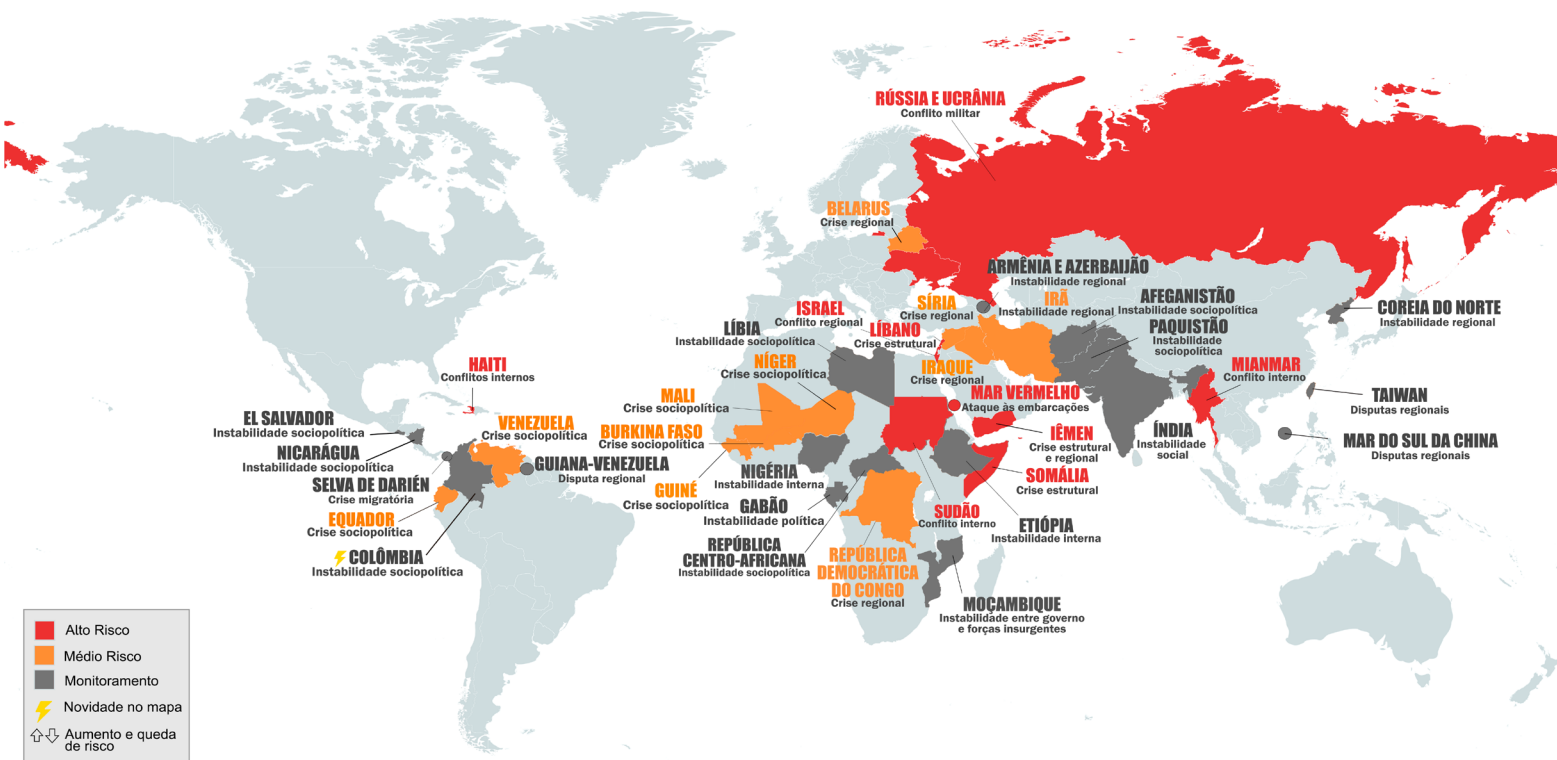 RÚSSIA E UCRÂNIA
Conflito militar
BELARUS
Crise regional
ARMÊNIA E AZERBAIJÃO
Instabilidade regional
SÍRIA
Crise regional
IRÃ
Instabilidade regional
AFEGANISTÃO
Instabilidade sociopolítica
ISRAEL
Conflito regional
LÍBANO
Crise estrutural
COREIA DO NORTE
Instabilidade regional
LÍBIA
Instabilidade sociopolítica
PAQUISTÃO
Instabilidade
sociopolítica
NÍGER
Crise sociopolítica
IRAQUE
Crise regional
MIANMAR
Conflito interno
HAITI
Conflitos internos
MALI
Crise sociopolítica
MAR VERMELHO
Ataque às embarcações
TAIWAN
Disputas regionais
EL SALVADOR
Instabilidade sociopolítica
VENEZUELA
Crise sociopolítica
BURKINA FASO
Crise sociopolítica
IÊMEN
Crise estrutural
e regional
ÍNDIA
Instabilidade
social
MAR DO SUL DA CHINA
Disputas regionais
NICARÁGUA
Instabilidade sociopolítica
GUIANA-VENEZUELA
Disputa regional
NIGÉRIA
Instabilidade interna
SOMÁLIA
Crise estrutural
SELVA DE DARIÉN
Crise migratória
GUINÉ
Crise sociopolítica
GABÃO
Instabilidade política
SUDÃO
Conflito interno
ETIÓPIA
Instabilidade interna
EQUADOR
Crise sociopolítica
REPÚBLICA
CENTRO-AFRICANA
Instabilidade sociopolítica
REPÚBLICA
DEMOCRÁTICA
DO CONGO
Crise regional
COLÔMBIA
Instabilidade sociopolítica
MOÇAMBIQUE
Instabilidade entre governo
e forças insurgentes
Alto Risco
Médio Risco
Monitoramento
Novidade no mapa
Aumento e queda
de risco